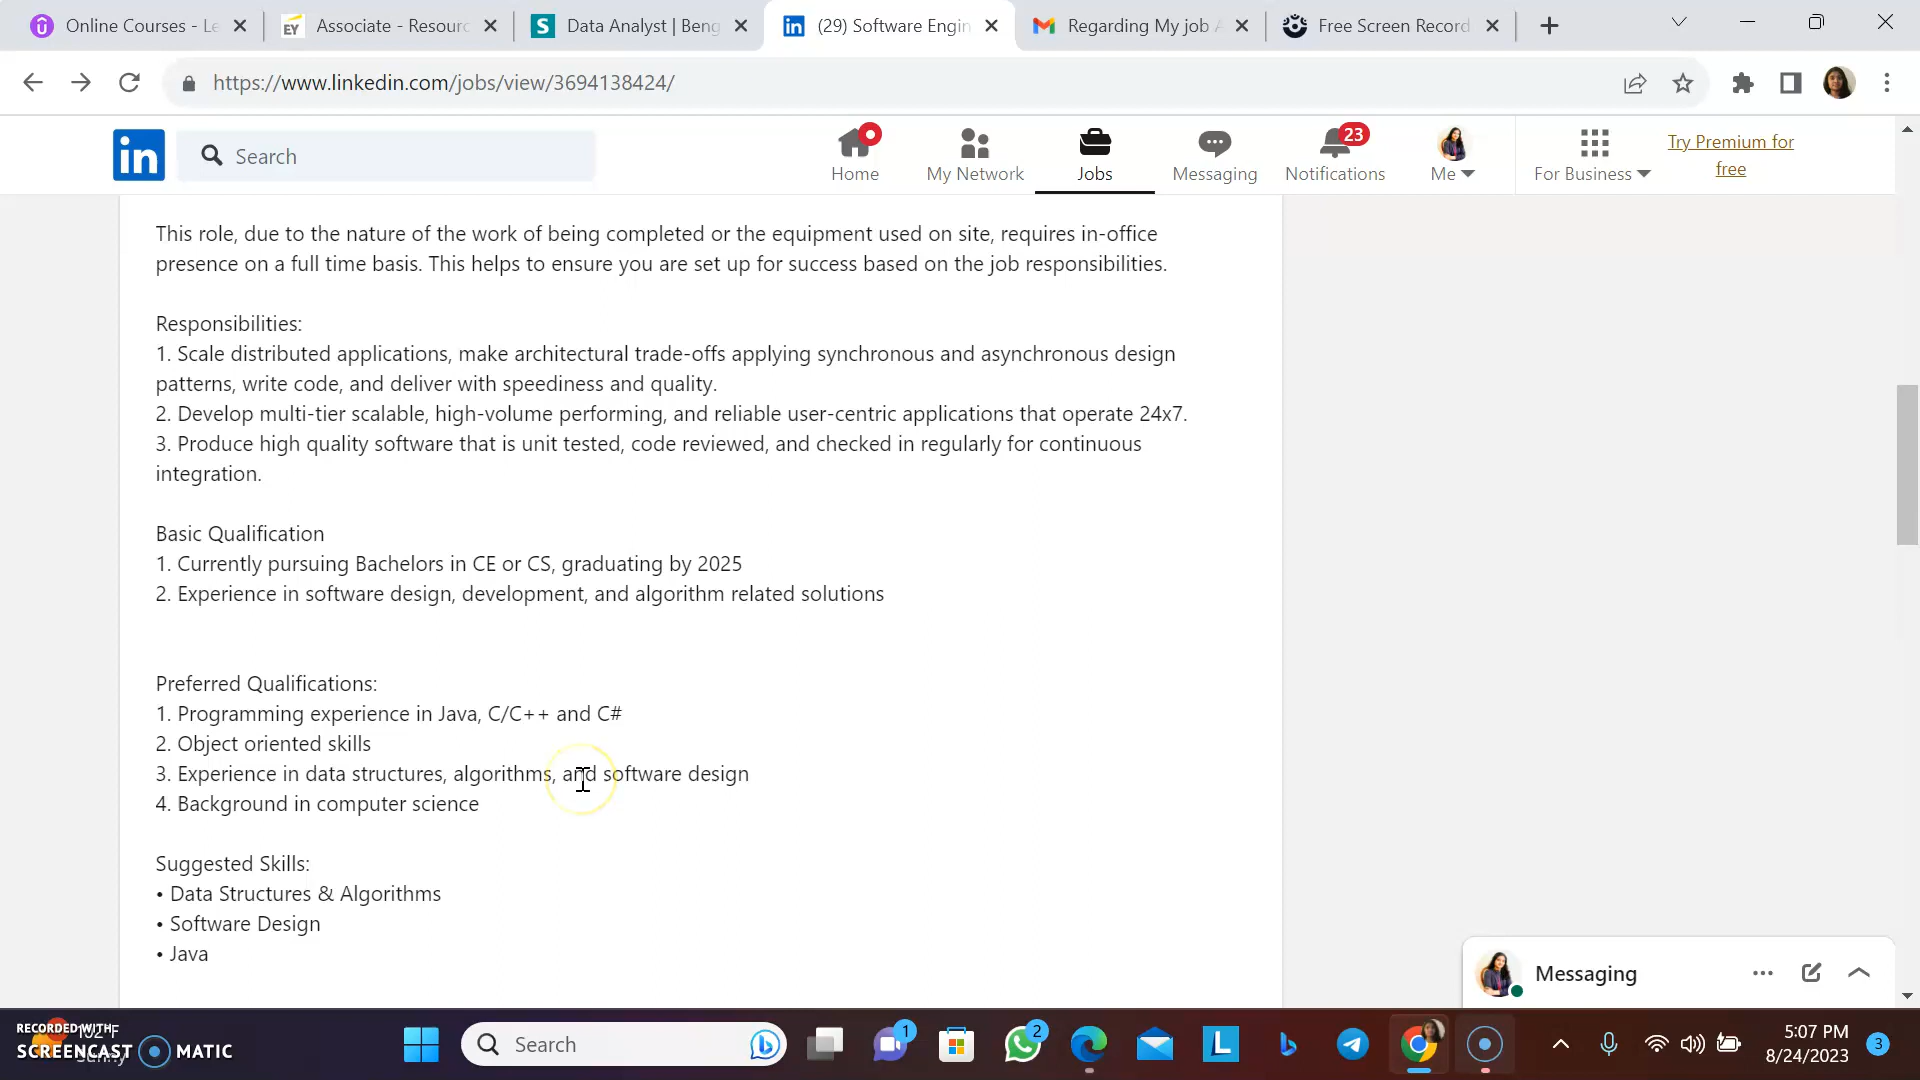 Online Courses - Le
EY Associate - Resourc
S Data Analyst | Beng
in (29) Software Engin
Regarding My job A
Free Screen Record
https://www.linkedin.com/jobs/view/3694138424/
in
Search
Home
My Network
Jobs
Messaging
23
Notifications
Me
For Business
Try Premium for
free
This role, due to the nature of the work of being completed or the equipment used on site, requires in-office
presence on a full time basis. This helps to ensure you are set up for success based on the job responsibilities.
Responsibilities:
1. Scale distributed applications, make architectural trade-offs applying synchronous and asynchronous design
patterns, write code, and deliver with speediness and quality.
2. Develop multi-tier scalable, high-volume performing, and reliable user-centric applications that operate 24x7.
3. Produce high quality software that is unit tested, code reviewed, and checked in regularly for continuous
integration.
Basic Qualification
1. Currently pursuing Bachelors in CE or CS, graduating by 2025
2. Experience in software design, development, and algorithm related solutions
Preferred Qualifications:
1. Programming experience in Java, C/C++ and C#
2. Object oriented skills
3. Experience in data structures, algorithms, and software design
4. Background in computer science
Suggested Skills:
• Data Structures & Algorithms
• Software Design
• Java
Messaging
RECORDED WITH
SCREENCAST MATIC
Search
1
2
L
5:07 PM
8/24/2023
3